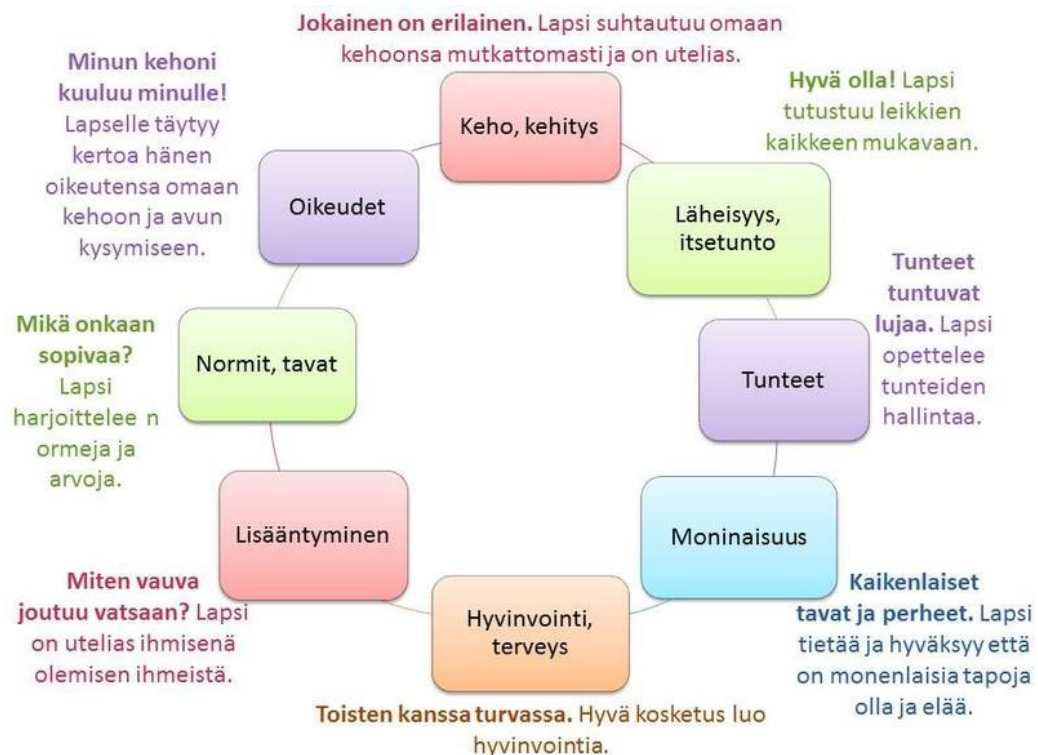 Jokainen on erilainen. Lapsi suhtautuu omaan
kehoonsa mutkattomasti ja on utelias.
Keho, kehitys
Hyvä olla! Lapsi
tutustuu leikkien
kaikkeen mukavaan.
Läheisyys,
itsetunto
Tunteet
tuntuvat
lujaa. Lapsi
opettelee
tunteiden
hallintaa.
Tunteet
Moninaisuus
Kaikenlaiset
tavat ja perheet. Lapsi
tietää ja hyväksyy että
on monenlaisia tapoja
olla ja elää.
Hyvinvointi,
terveys
Toisten kanssa turvassa. Hyvä kosketus luo
hyvinvointia.
Lisääntyminen
Miten vauva
joutuu vatsaan? Lapsi
on utelias ihmisenä
olemisen ihmeistä.
Normit, tavat
Mikä onkaan
sopivaa?
Lapsi
harjoittelee n
ormeja ja
arvoja.
Oikeudet
Minun kehoni
kuuluu minulle!
Lapselle täytyy
kertoa hänen
oikeutensa omaan
kehoon ja avun
kysymiseen.